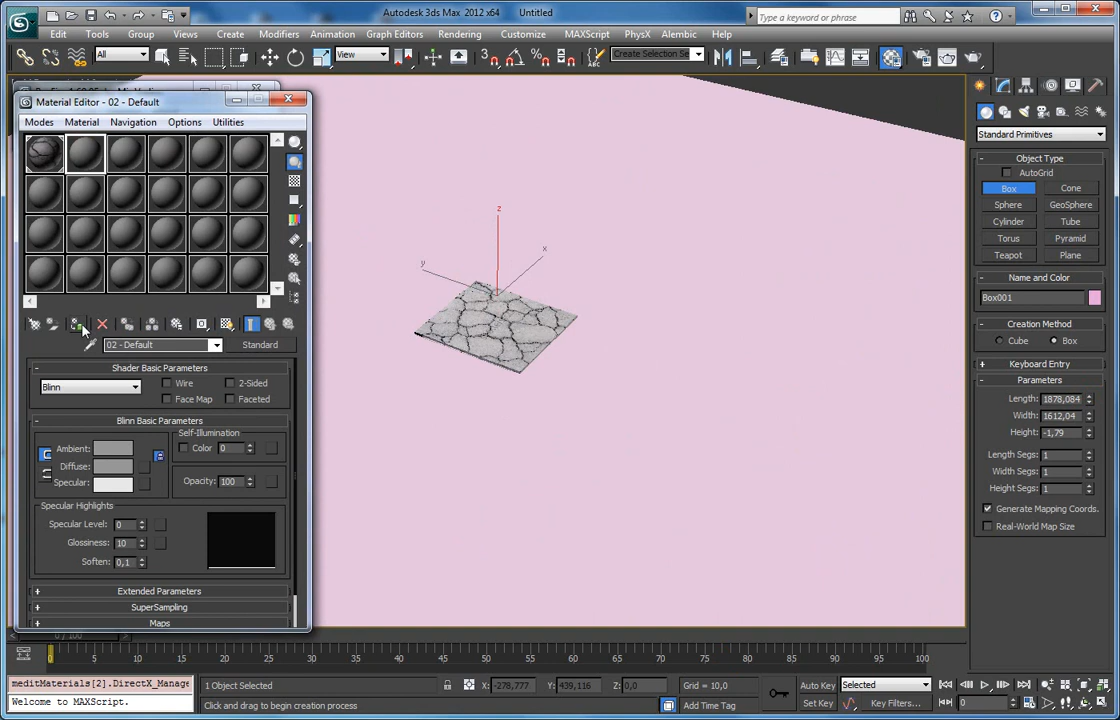 Autodesk 3ds Max 2012 x64 Untitled
Type a keyword or phrase
Edit Tools Group Views Create Modifiers Animation Graph Editors Rendering Customize MAXScript PhysX Alembic Help
All View Create Selection Se
Material Editor - 02 - Default
Modes Material Navigation Options Utilities
02 - Default Standard
Shader Basic Parameters
Blinn Wire 2-Sided
Face Map Faceted
Blinn Basic Parameters
Self-Illumination
Ambient: Color 0
Diffuse:
Specular: Opacity: 100
Specular Highlights
Specular Level: 0
Glossiness: 10
Soften: 0,1
Extended Parameters
SuperSampling
Maps
z
x
y
Standard Primitives
Object Type
AutoGrid
Box Cone
Sphere GeoSphere
Cylinder Tube
Torus Pyramid
Teapot Plane
Name and Color
Box001
Creation Method
Cube Box
Keyboard Entry
Parameters
Length: 1878,084
Width: 1612,04
Height: -1,79
Length Segs: 1
Width Segs: 1
Height Segs: 1
Generate Mapping Coords.
Real-World Map Size
0 / 100
0 5 10 15 20 25 30 35 40 45 50 55 60 65 70 75 80 85 90 95 100
meditMaterials[2].DirectX_Manage
Welcome to MAXScript.
1 Object Selected X: -278,777 Y: 439,116 Z: 0,0 Grid = 10,0 Auto Key Selected
Click and drag to begin creation process Add Time Tag Set Key Key Filters... 0